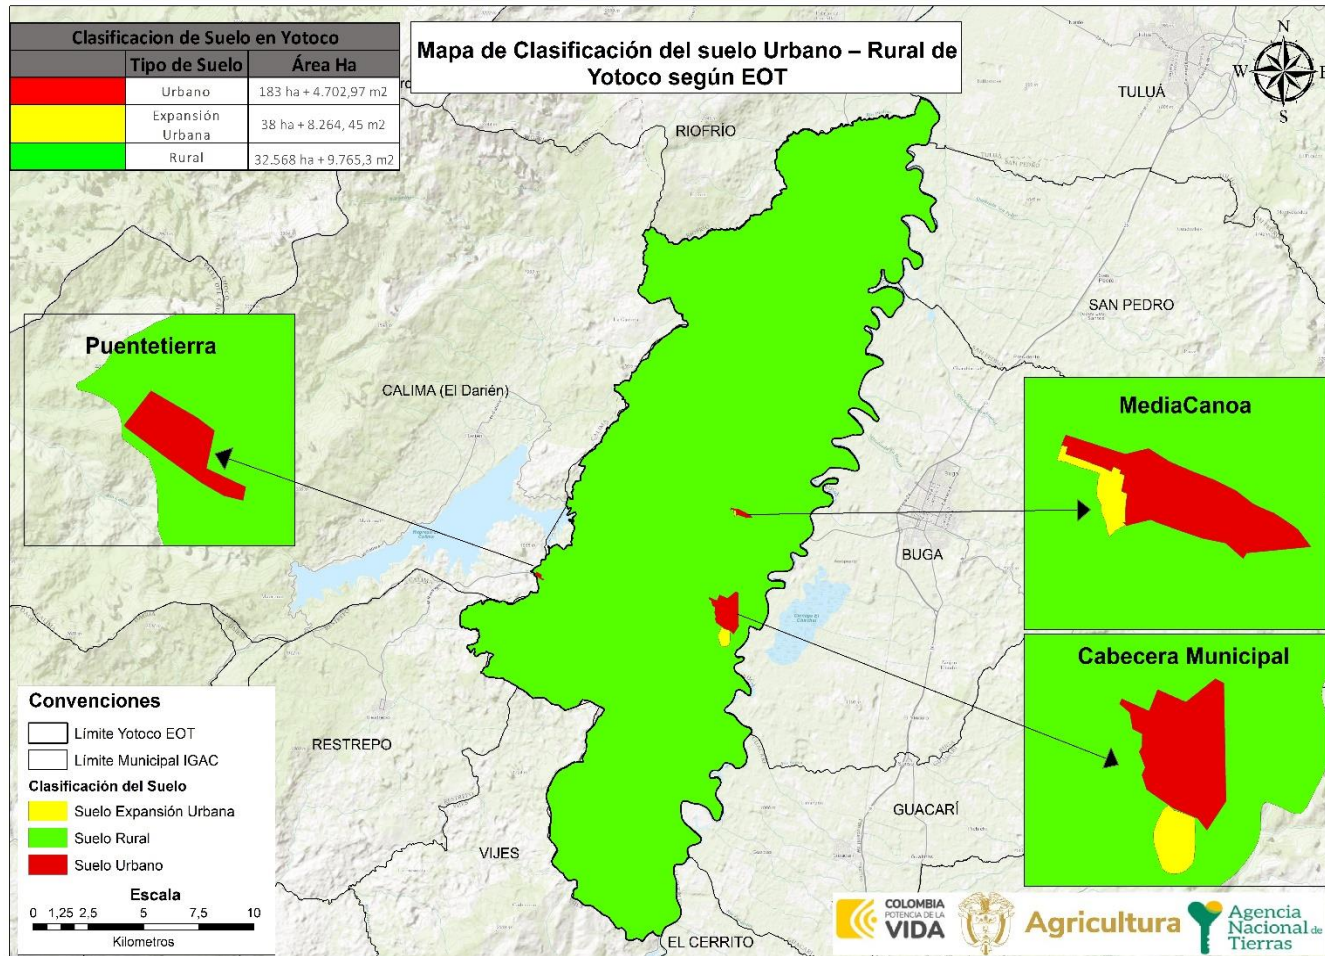 Clasificacion de Suelo en Yotoco
Tipo de Suelo Área Ha
Urbano 183 ha + 4.702,97 m2
Expansión Urbana 38 ha + 8.264, 45 m2
Rural 32.568 ha + 9.765,3 m2
Mapa de Clasificación del suelo Urbano – Rural de
Yotoco según EOT
N
W E
S
TULUÁ
RIOFRÍO
SAN PEDRO
Puentetierra
CALIMA (El Darién)
MediaCanoa
BUGA
Cabecera Municipal
RESTREPO
GUACARÍ
VIJES
EL CERRITO
Convenciones
Límite Yotoco EOT
Límite Municipal IGAC
Clasificación del Suelo
Suelo Expansión Urbana
Suelo Rural
Suelo Urbano
Escala
0 1,25 2,5 5 7,5 10
Kilometros
COLOMBIA
POTENCIA DE LA
VIDA
Agricultura
Agencia
Nacional de
Tierras